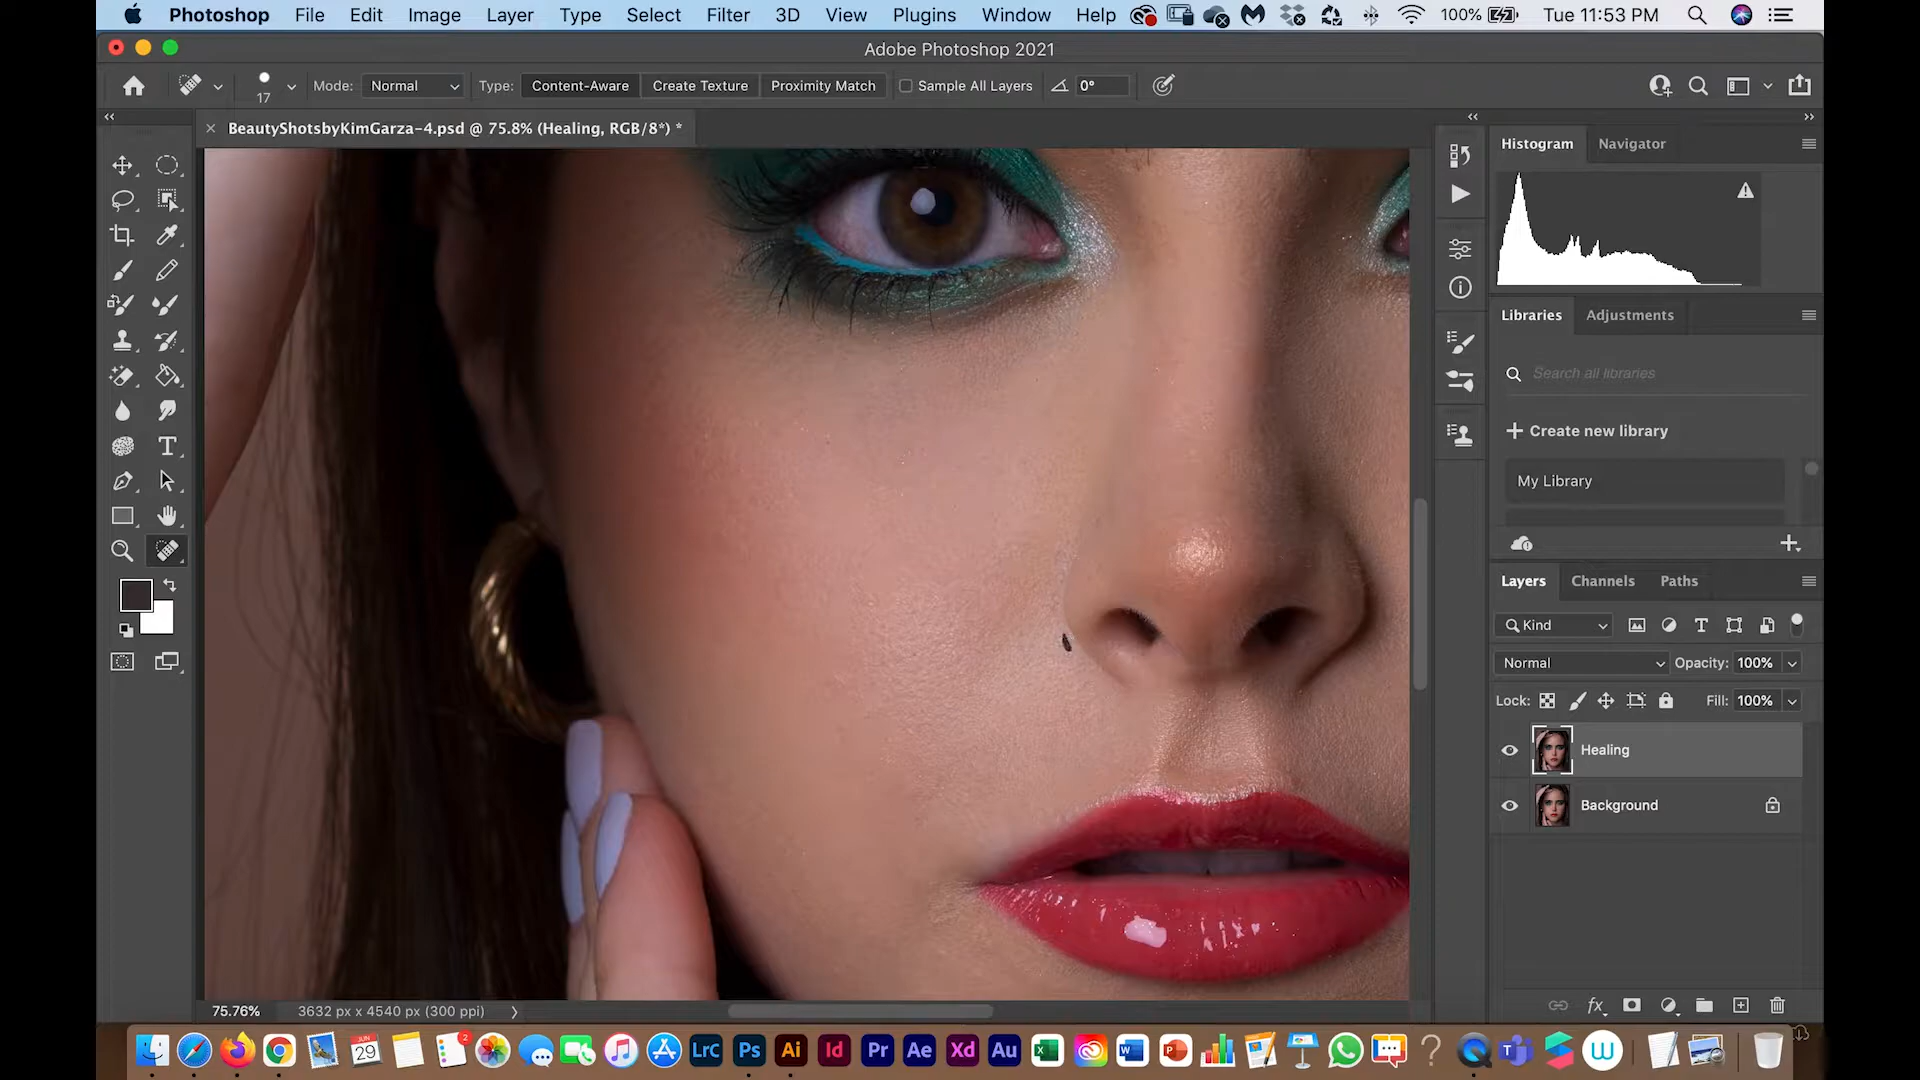 Photoshop File Edit Image Layer Type Select Filter 3D View Plugins Window Help 100% Tue 11:53 PM
Adobe Photoshop 2021
17 Mode: Normal Type: Content-Aware Create Texture Proximity Match Sample All Layers 0°
BeautyShotsbyKimGarza-4.psd @ 75.8% (Healing, RGB/8*) *
Histogram Navigator
Libraries Adjustments
Search all libraries
+ Create new library
My Library
Layers Channels Paths
Kind
Normal Opacity: 100%
Lock: Fill: 100%
Healing
Background
75.76% 3632 px x 4540 px (300 ppi)
JUN
29
2
LrC Ps Ai Id Pr Ae Xd Au